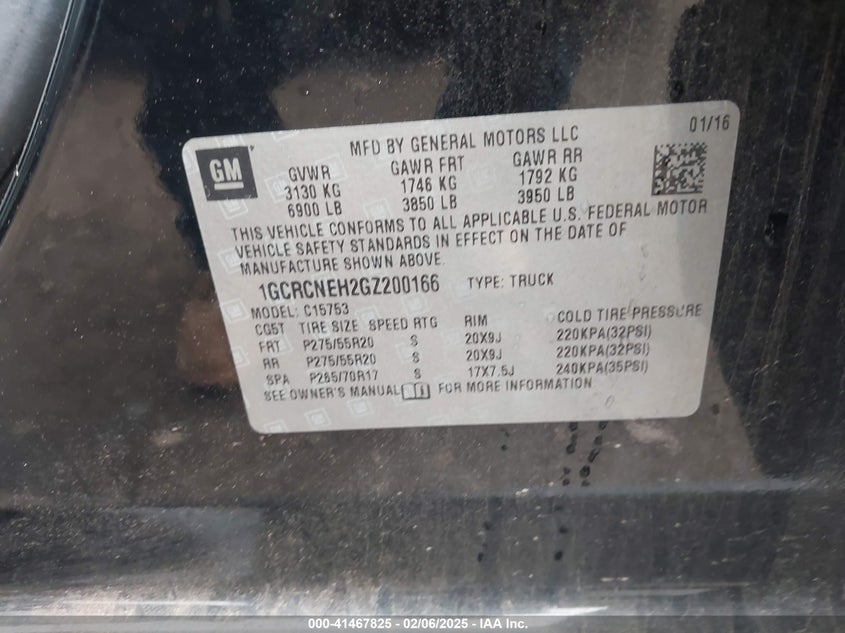 MFD BY GENERAL MOTORS LLC 01/16
GM
GVWR GAWR FRT GAWR RR
3130 KG 1746 KG 1792 KG
6900 LB 3850 LB 3950 LB
THIS VEHICLE CONFORMS TO ALL APPLICABLE U.S. FEDERAL MOTOR
VEHICLE SAFETY STANDARDS IN EFFECT ON THE DATE OF
MANUFACTURE SHOWN ABOVE.
1GCRCNEH2GZ200166 TYPE: TRUCK
MODEL: C15753
CG5T TIRE SIZE SPEED RTG RIM COLD TIRE PRESSURE
FRT P275/55R20 S 20X9J 220KPA(32PSI)
RR P275/55R20 S 20X9J 220KPA(32PSI)
SPA P265/70R17 S 17X7.5J 240KPA(35PSI)
SEE OWNER'S MANUAL FOR MORE INFORMATION
000-41467825 - 02/06/2025 - IAA Inc.